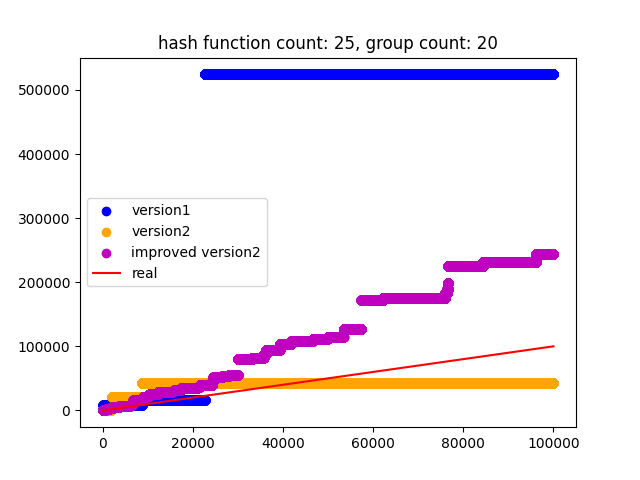 hash function count: 25, group count: 20
500000
400000
300000
200000
100000
0
version1
version2
improved version2
real
0
20000
40000
60000
80000
100000